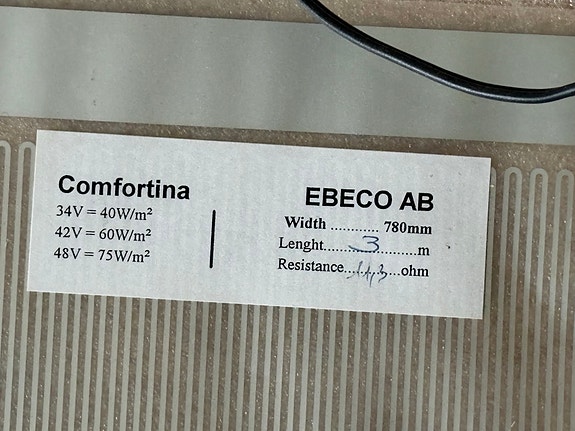 Comfortina
34V = 40W/m²
42V = 60W/m²
48V = 75W/m²
EBECO AB
Width ............ 780mm
Lenght.....3...........m
Resistance..............ohm